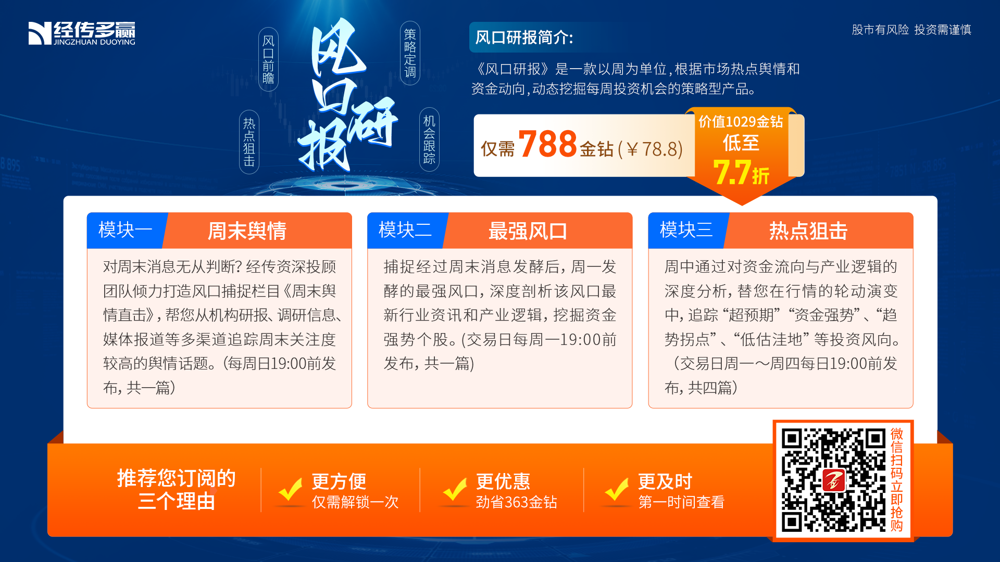 经传多赢
JINGZHUAN DUOYING
风口前瞻
热点狙击
风口研报
策略定调
机会跟踪
股市有风险 投资需谨慎
风口研报简介:
《风口研报》是一款以周为单位,根据市场热点舆情和
资金动向,动态挖掘每周投资机会的策略型产品。
仅需788金钻(￥78.8)
价值1029金钻
低至
7.7折
模块一 周末舆情
对周末消息无从判断？经传资深投顾
团队倾力打造风口捕捉栏目《周末舆
情直击》，帮您从机构研报、调研信息、
媒体报道等多渠道追踪周末关注度
较高的舆情话题。（每周日19:00前发
布，共一篇）
模块二 最强风口
捕捉经过周末消息发酵后，周一发
酵的最强风口，深度剖析该风口最
新行业资讯和产业逻辑，挖掘资金
强势个股。(交易日每周一19:00前
发布，共一篇)
模块三 热点狙击
周中通过对资金流向与产业逻辑的
深度分析，替您在行情的轮动演变
中，追踪“超预期”“资金强势”、“趋
势拐点”、“低估洼地”等投资风向。
（交易日周一～周四每日19:00前发
布，共四篇）
推荐您订阅的
三个理由
更方便
仅需解锁一次
更优惠
劲省363金钻
更及时
第一时间查看
微信扫码立即抢购